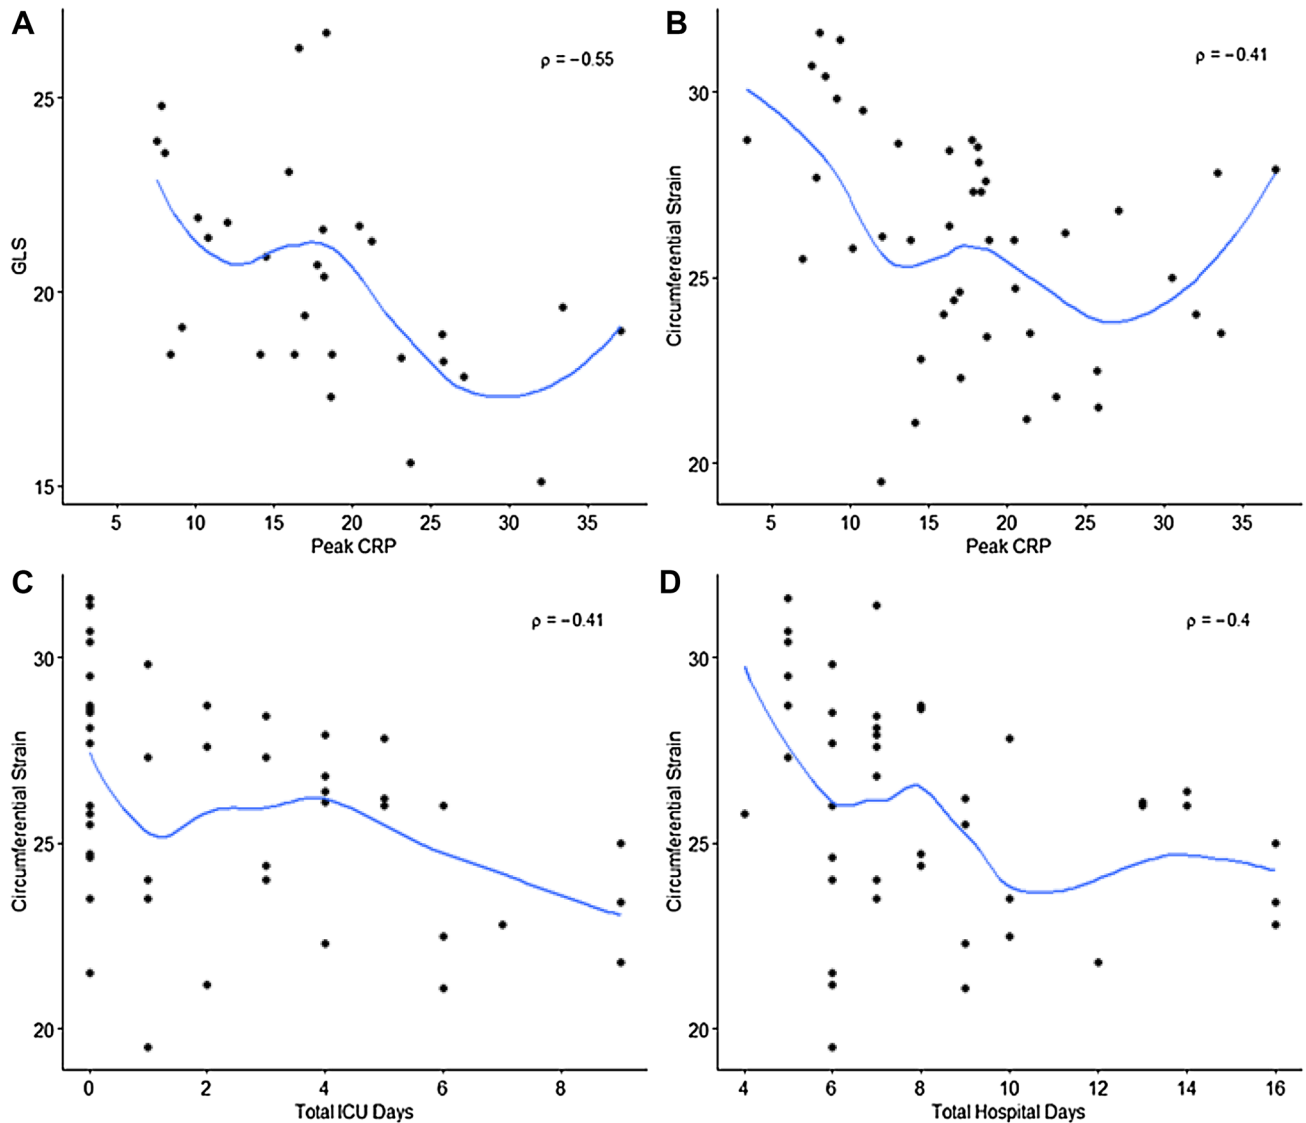 A
ρ = −0.55
25
20
15
GLS
5 10 15 20 25 30 35
Peak CRP
B
ρ = −0.41
30
25
20
Circumferential Strain
5 10 15 20 25 30 35
Peak CRP
C
ρ = −0.41
30
25
20
Circumferential Strain
0 2 4 6 8
Total ICU Days
D
ρ = −0.4
30
25
20
Circumferential Strain
4 6 8 10 12 14 16
Total Hospital Days